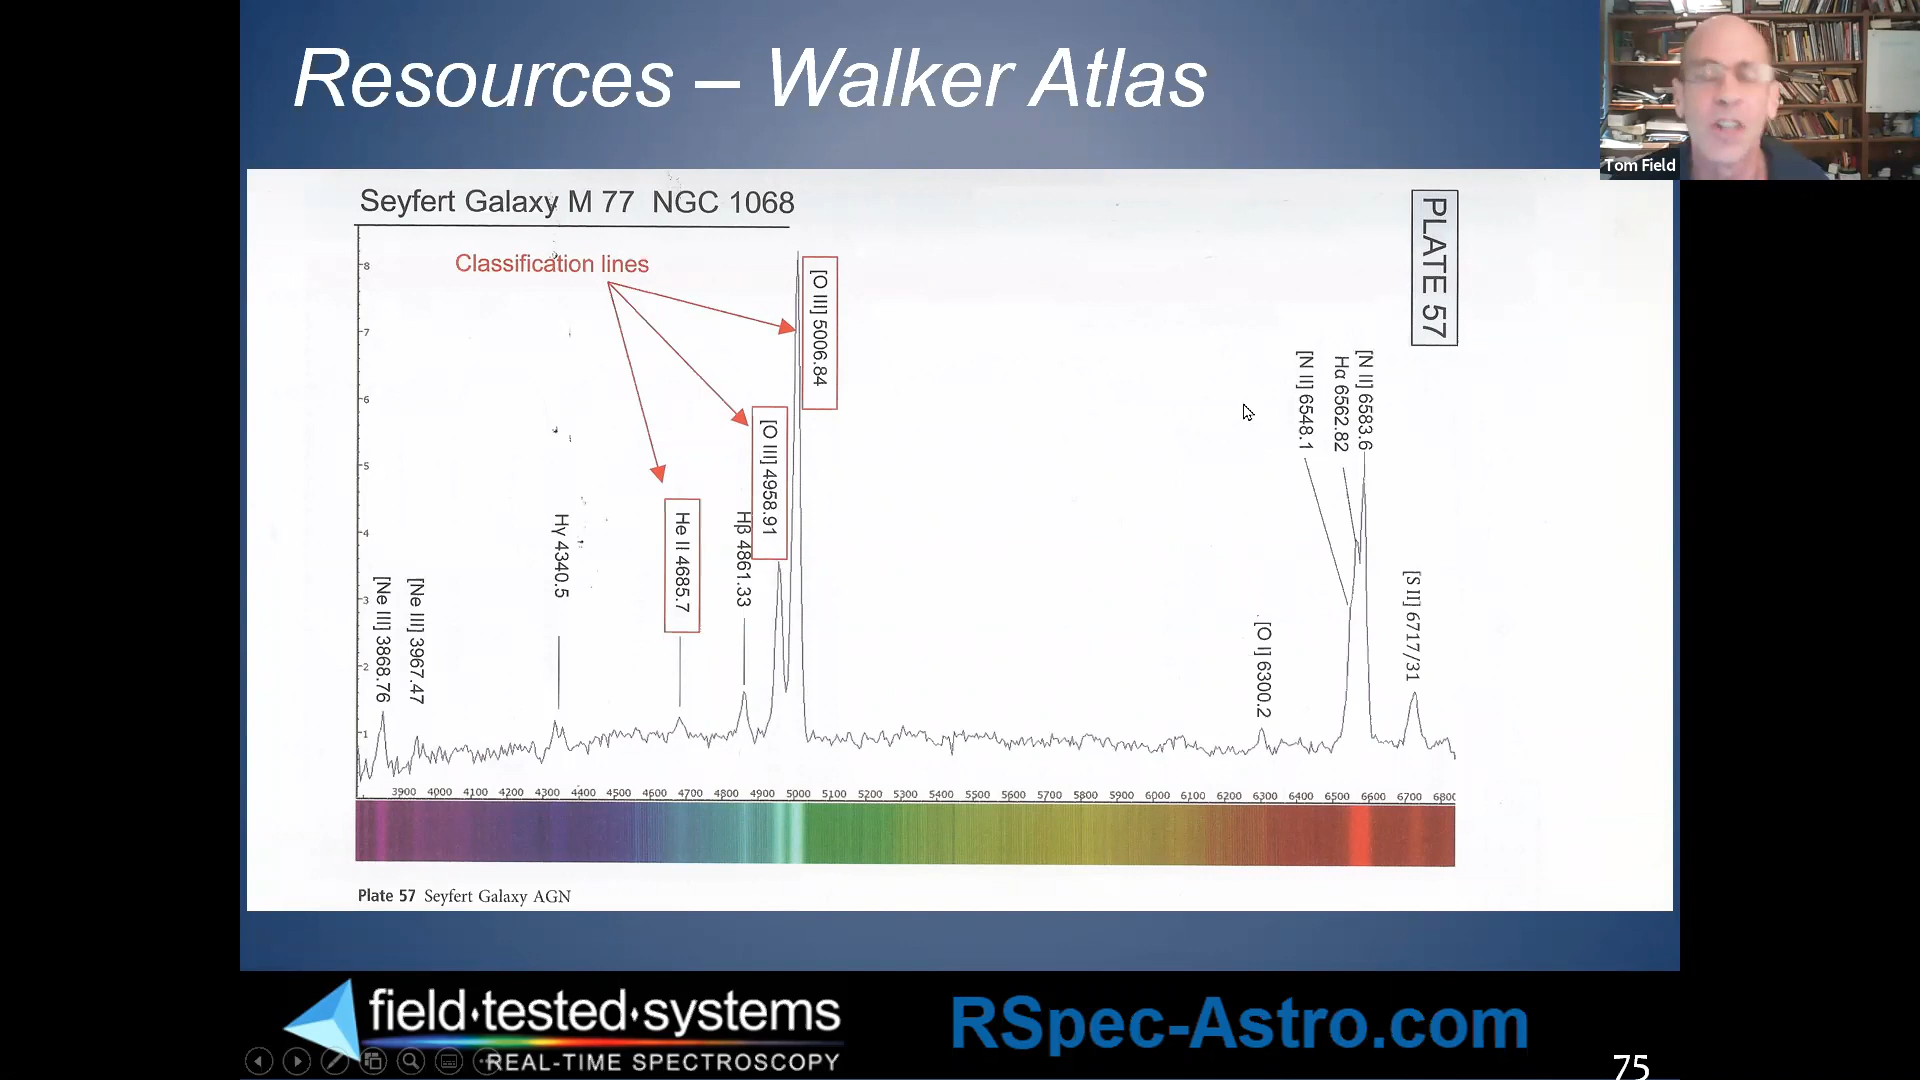 Resources – Walker Atlas
Tom Field
Seyfert Galaxy M 77 NGC 1068
PLATE 57
Classification lines
8
7
6
5
4
3
2
1
[Ne III] 3868.76
[Ne III] 3967.47
Hγ 4340.5
He II 4685.7
Hβ 4861.33
[O III] 4958.91
[O III] 5006.84
[O I] 6300.2
[N II] 6548.1
Hα 6562.82
[N II] 6583.6
[S II] 6717/31
3900 4000 4100 4200 4300 4400 4500 4600 4700 4800 4900 5000 5100 5200 5300 5400 5500 5600 5700 5800 5900 6000 6100 6200 6300 6400 6500 6600 6700 6800
Plate 57 Seyfert Galaxy AGN
field·tested·systems
REAL-TIME SPECTROSCOPY
RSpec-Astro.com
75